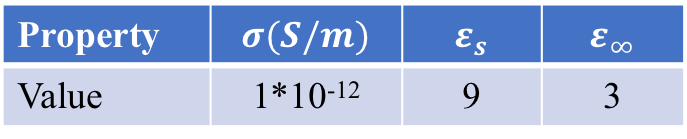 Property σ(S/m) εs ε∞
Value 1*10-12 9 3